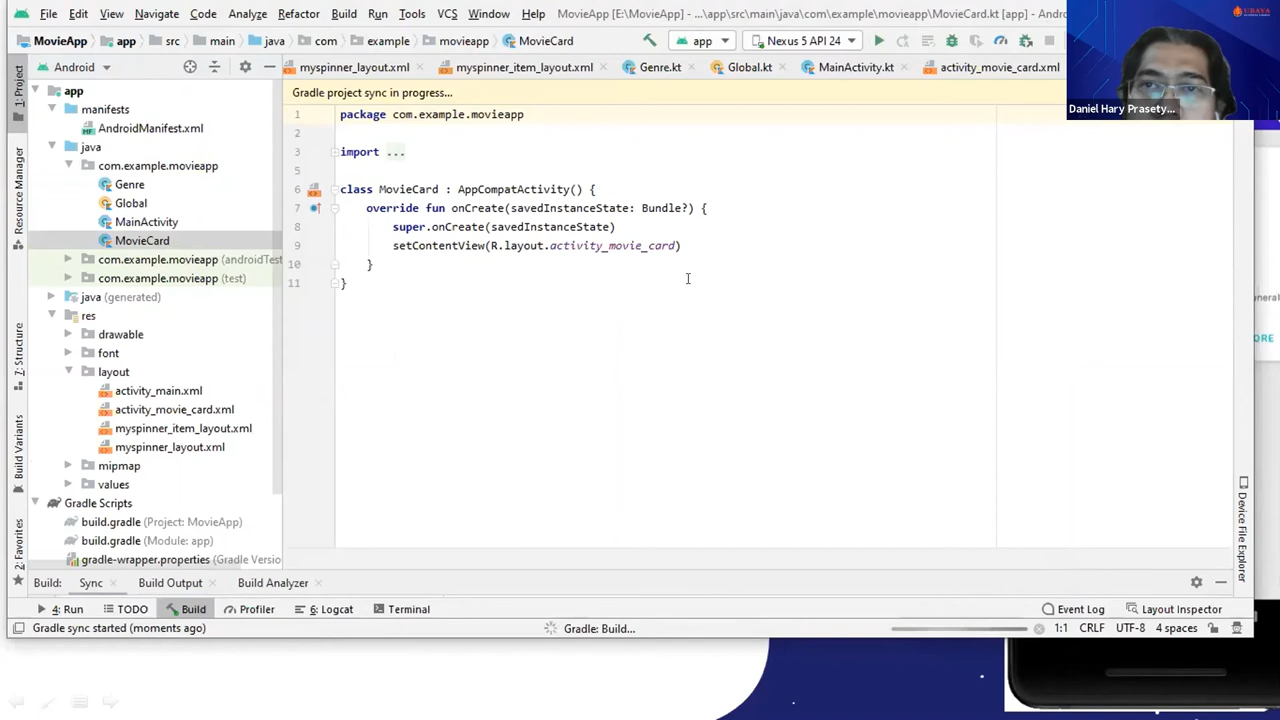 File Edit View Navigate Code Analyze Refactor Build Run Tools VCS Window Help MovieApp [E:\MovieApp] - ...\app\src\main\java\com\example\movieapp\MovieCard.kt [app] - Andro
UBAYA
MovieApp app src main java com example movieapp MovieCard app Nexus 5 API 24
Android myspinner_layout.xml myspinner_item_layout.xml Genre.kt Global.kt MainActivity.kt activity_movie_card.xml
Daniel Hary Prasety...
1: Project
Resource Manager
7: Structure
Build Variants
2: Favorites
app
manifests
AndroidManifest.xml
java
com.example.movieapp
Genre
Global
MainActivity
MovieCard
com.example.movieapp (androidTest
com.example.movieapp (test)
java (generated)
res
drawable
font
layout
activity_main.xml
activity_movie_card.xml
myspinner_item_layout.xml
myspinner_layout.xml
mipmap
values
Gradle Scripts
build.gradle (Project: MovieApp)
build.gradle (Module: app)
gradle-wrapper.properties (Gradle Versio
Gradle project sync in progress...
1 package com.example.movieapp
2
3 import ...
5
6 class MovieCard : AppCompatActivity() {
7 override fun onCreate(savedInstanceState: Bundle?) {
8 super.onCreate(savedInstanceState)
9 setContentView(R.layout.activity_movie_card)
10 }
11 }
Device File Explorer
ORE
Build: Sync Build Output Build Analyzer
4: Run TODO Build Profiler 6: Logcat Terminal Event Log Layout Inspector
Gradle sync started (moments ago) Gradle: Build... 1:1 CRLF UTF-8 4 spaces